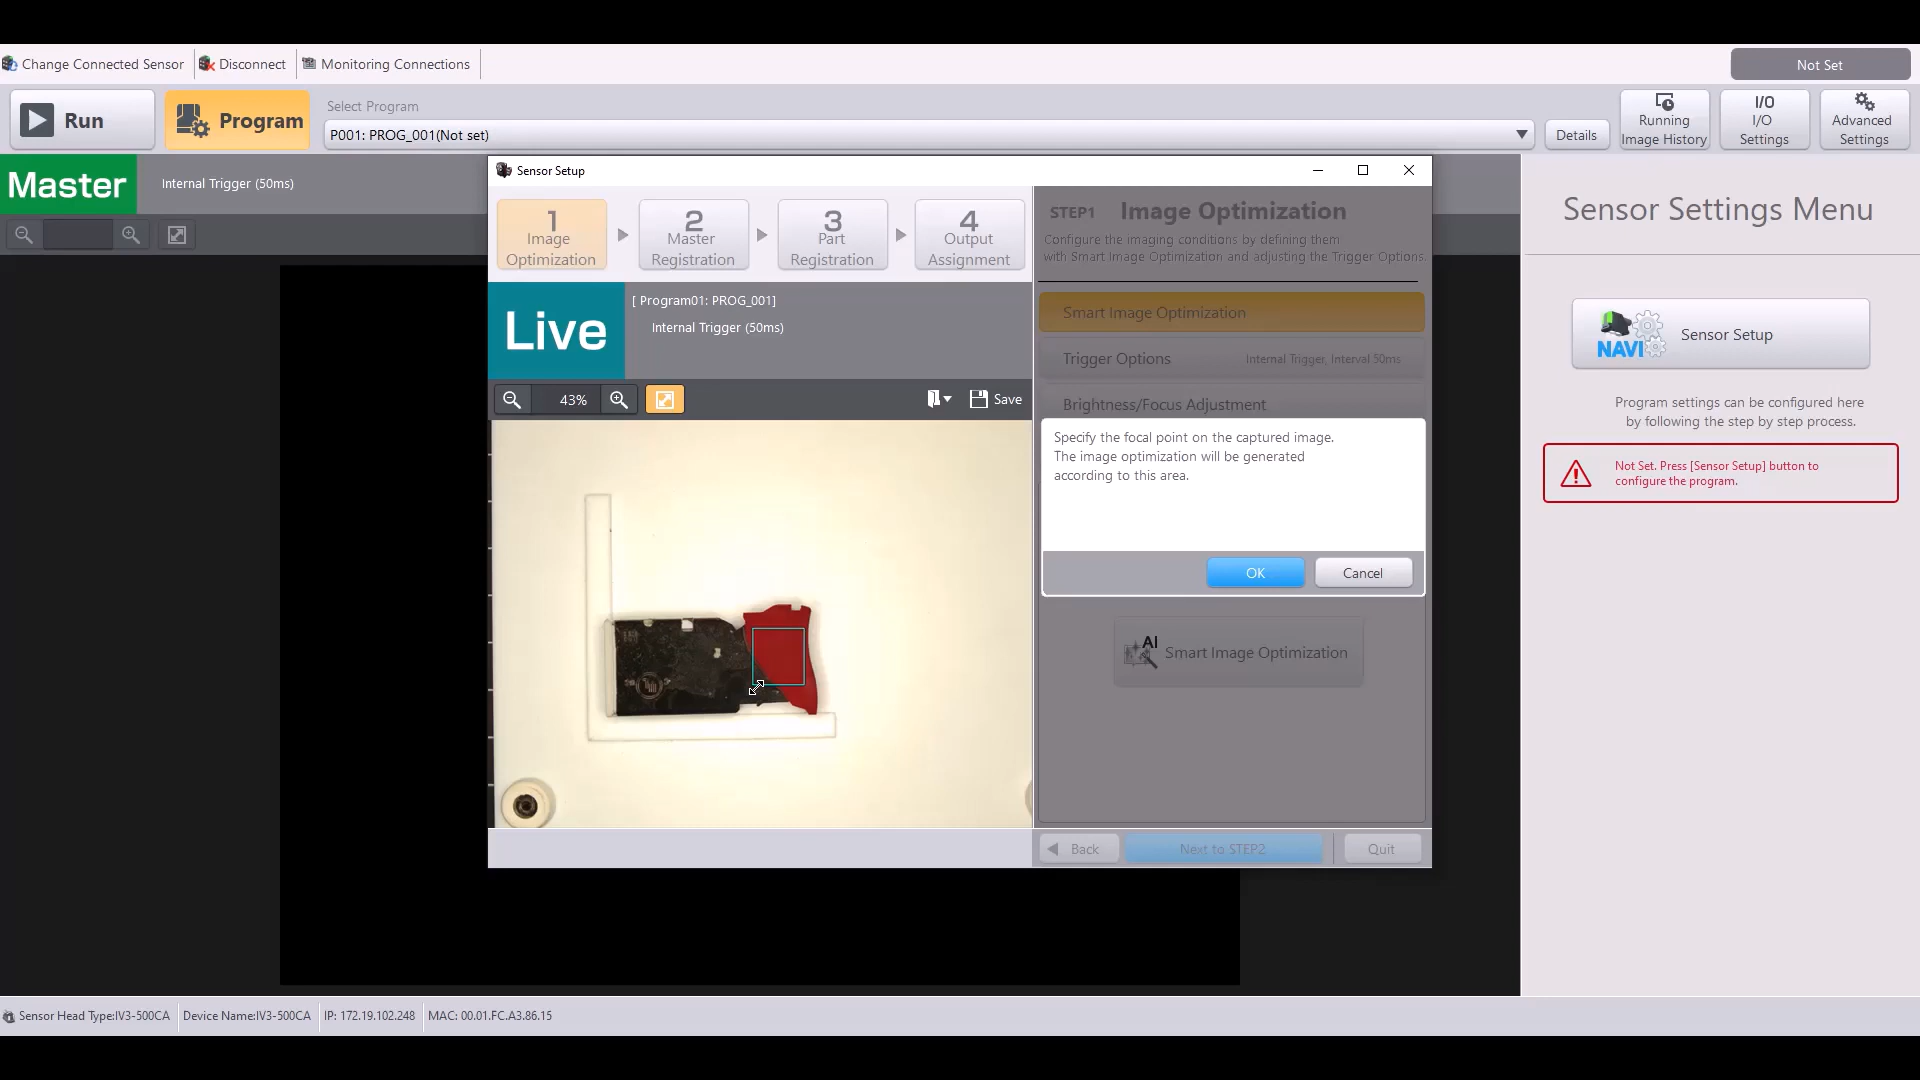 Change Connected Sensor
Disconnect
Monitoring Connections
Not Set
Run
Program
Select Program
P001: PROG_001(Not set)
Details
Running
Image History
I/O
I/O
Settings
Advanced
Settings
Master
Internal Trigger (50ms)
Sensor Setup
1
Image
Optimization
2
Master
Registration
3
Part
Registration
4
Output
Assignment
STEP1 Image Optimization
Configure the imaging conditions by defining them
with Smart Image Optimization and adjusting the Trigger Options.
Live
[ Program01: PROG_001]
Internal Trigger (50ms)
Smart Image Optimization
Trigger Options
Internal Trigger, Interval 50ms
Brightness/Focus Adjustment
43%
Save
Specify the focal point on the captured image.
The image optimization will be generated
according to this area.
OK
Cancel
AI
Smart Image Optimization
Back
Next to STEP2
Quit
Sensor Settings Menu
NAVI
Sensor Setup
Program settings can be configured here
by following the step by step process.
Not Set. Press [Sensor Setup] button to
configure the program.
Sensor Head Type:IV3-500CA
Device Name:IV3-500CA
IP: 172.19.102.248
MAC: 00.01.FC.A3.86.15